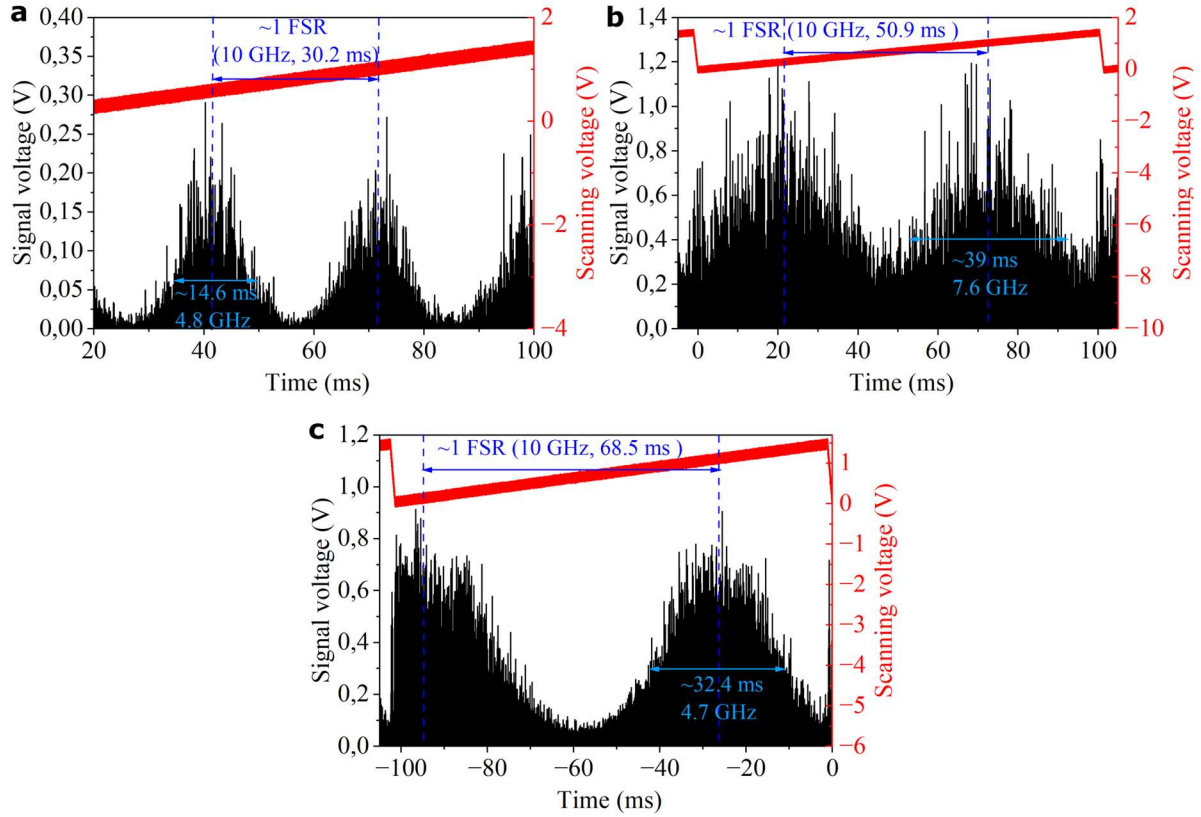 a
0,40
0,35
0,30
0,25
0,20
0,15
0,10
0,05
0,00
Signal voltage (V)
~1 FSR
(10 GHz, 30.2 ms)
~14.6 ms
4.8 GHz
20
40
60
80
100
Time (ms)
2
0
−2
−4
Scanning voltage (V)
b
1,4
1,2
1,0
0,8
0,6
0,4
0,2
0,0
Signal voltage (V)
~1 FSR (10 GHz, 50.9 ms )
~39 ms
7.6 GHz
0
20
40
60
80
100
Time (ms)
2
0
−2
−4
−6
−8
−10
Scanning voltage (V)
c
1,2
1,0
0,8
0,6
0,4
0,2
0,0
Signal voltage (V)
~1 FSR (10 GHz, 68.5 ms )
~32.4 ms
4.7 GHz
−100
−80
−60
−40
−20
0
Time (ms)
1
0
−1
−2
−3
−4
−5
−6
Scanning voltage (V)